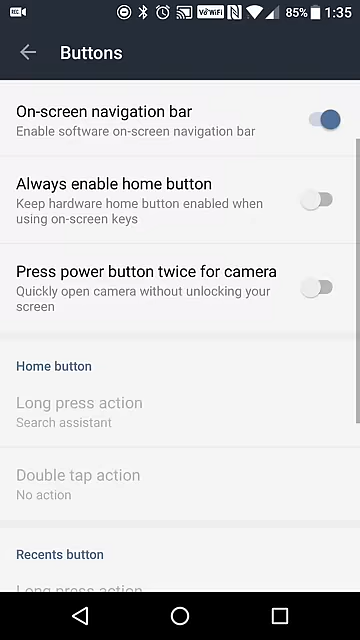 REC
Vo WiFi
85%
1:35
Buttons
On-screen navigation bar
Enable software on-screen navigation bar
Always enable home button
Keep hardware home button enabled when
using on-screen keys
Press power button twice for camera
Quickly open camera without unlocking your
screen
Home button
Long press action
Search assistant
Double tap action
No action
Recents button
Long press action